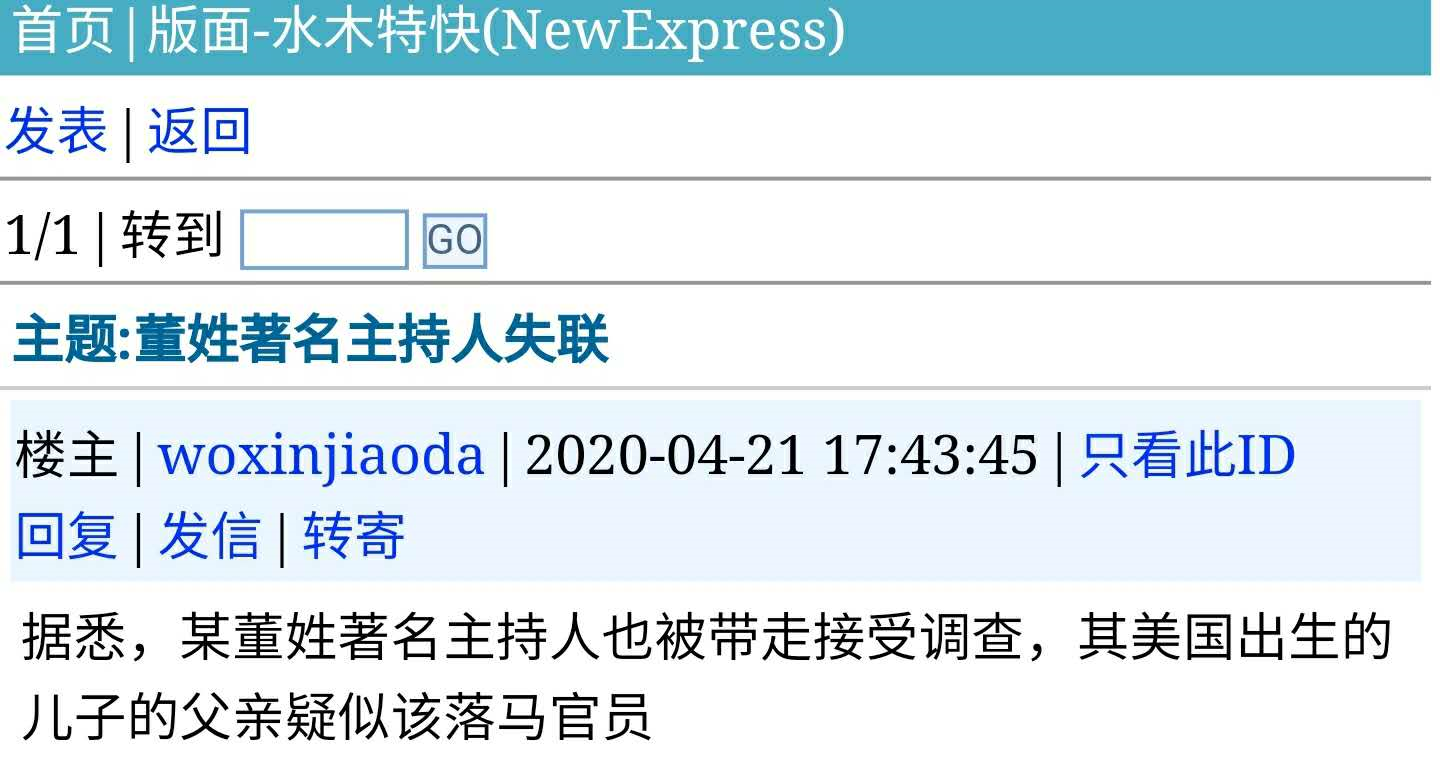 首页|版面-水木特快(NewExpress)
发表|返回
1/1|转到 GO
主题:董姓著名主持人失联
楼主|woxinjiaoda|2020-04-21 17:43:45|只看此ID
回复|发信|转寄
据悉，某董姓著名主持人也被带走接受调查，其美国出生的
儿子的父亲疑似该落马官员